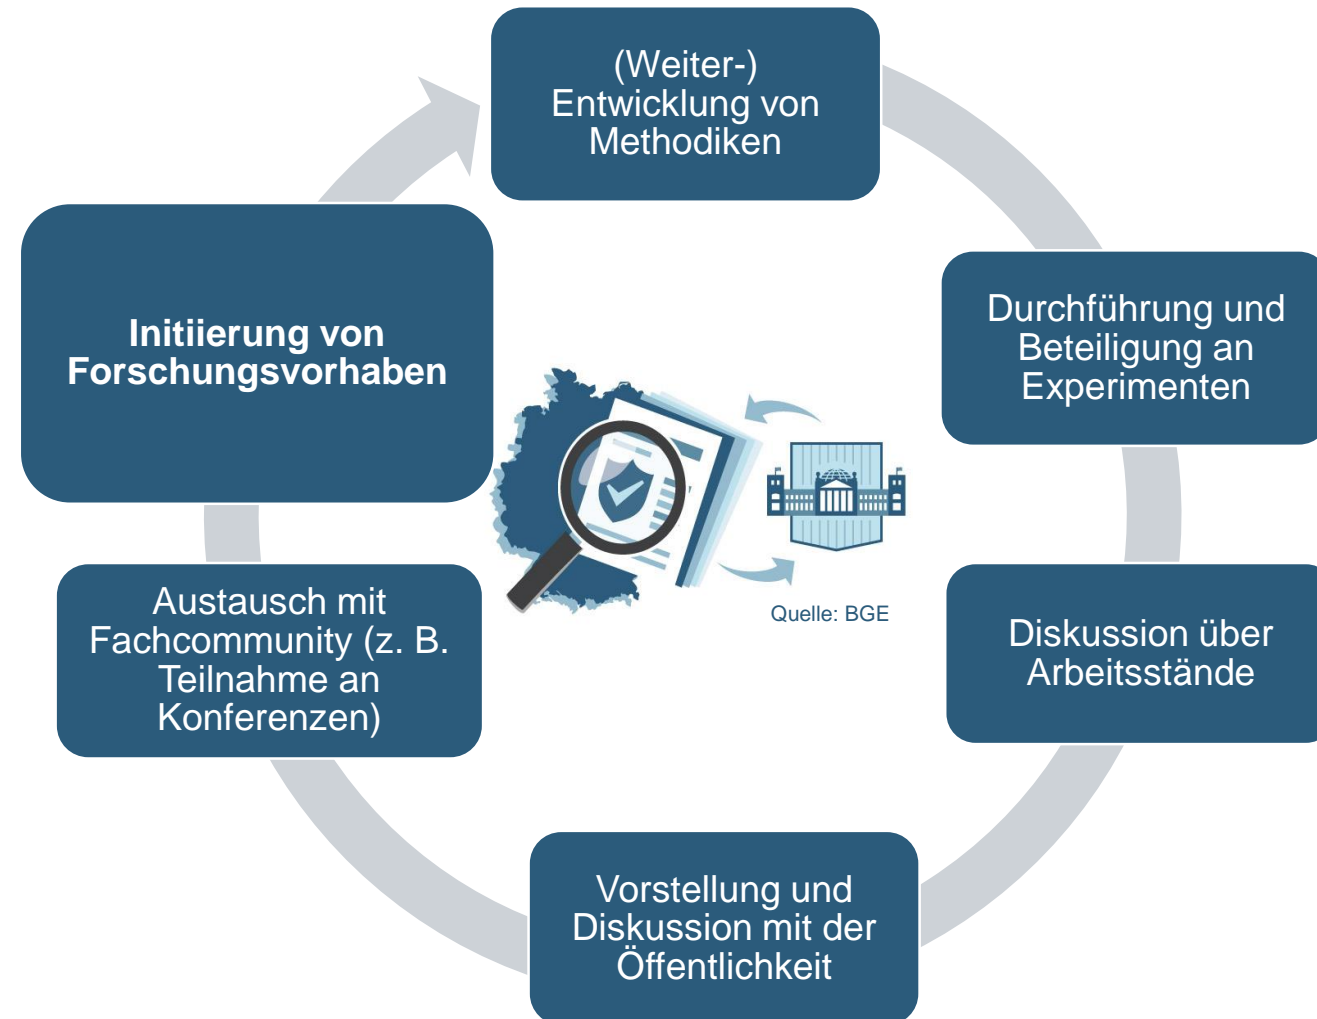 (Weiter-)
Entwicklung von
Methodiken
Durchführung und
Beteiligung an
Experimenten
Diskussion über
Arbeitsstände
Vorstellung und
Diskussion mit der
Öffentlichkeit
Austausch mit
Fachcommunity (z. B.
Teilnahme an
Konferenzen)
Initiierung von
Forschungsvorhaben
Quelle: BGE